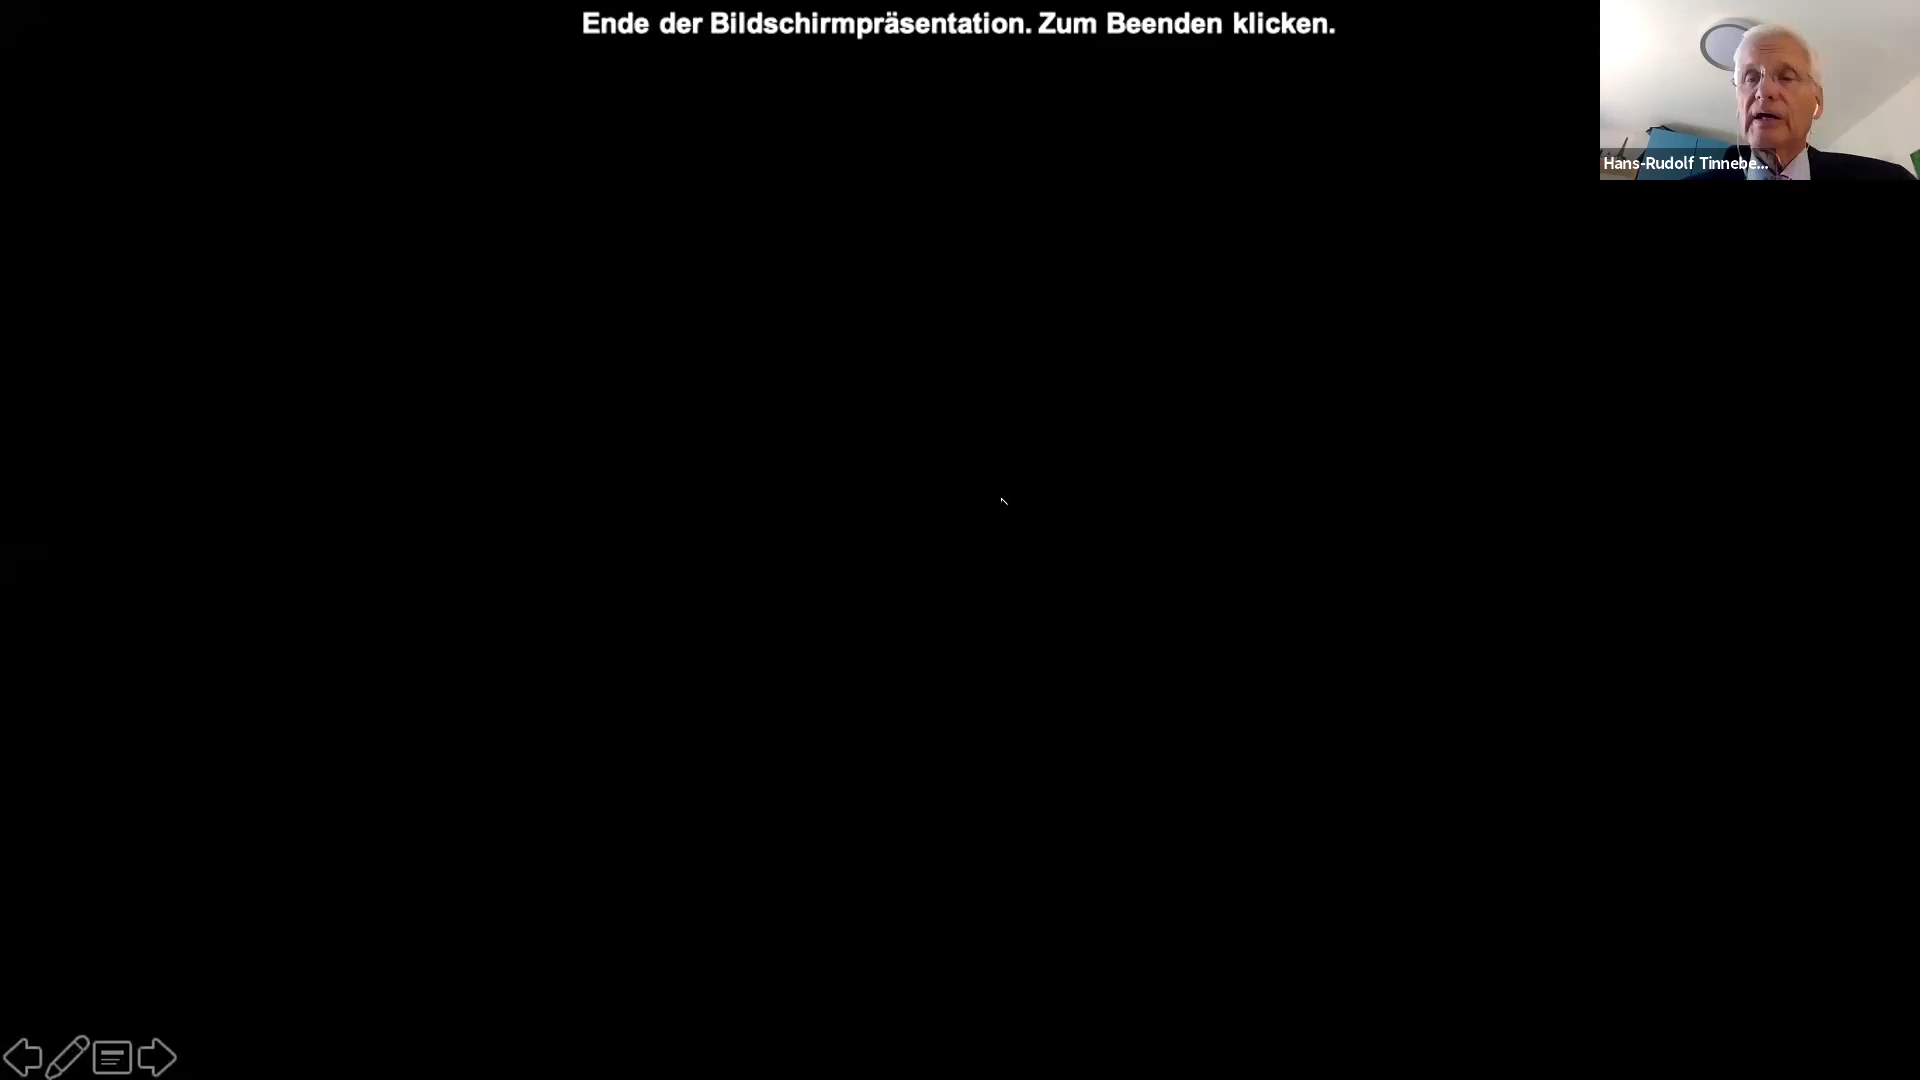 Ende der Bildschirmpräsentation. Zum Beenden klicken.
Hans-Rudolf Tinnebe...